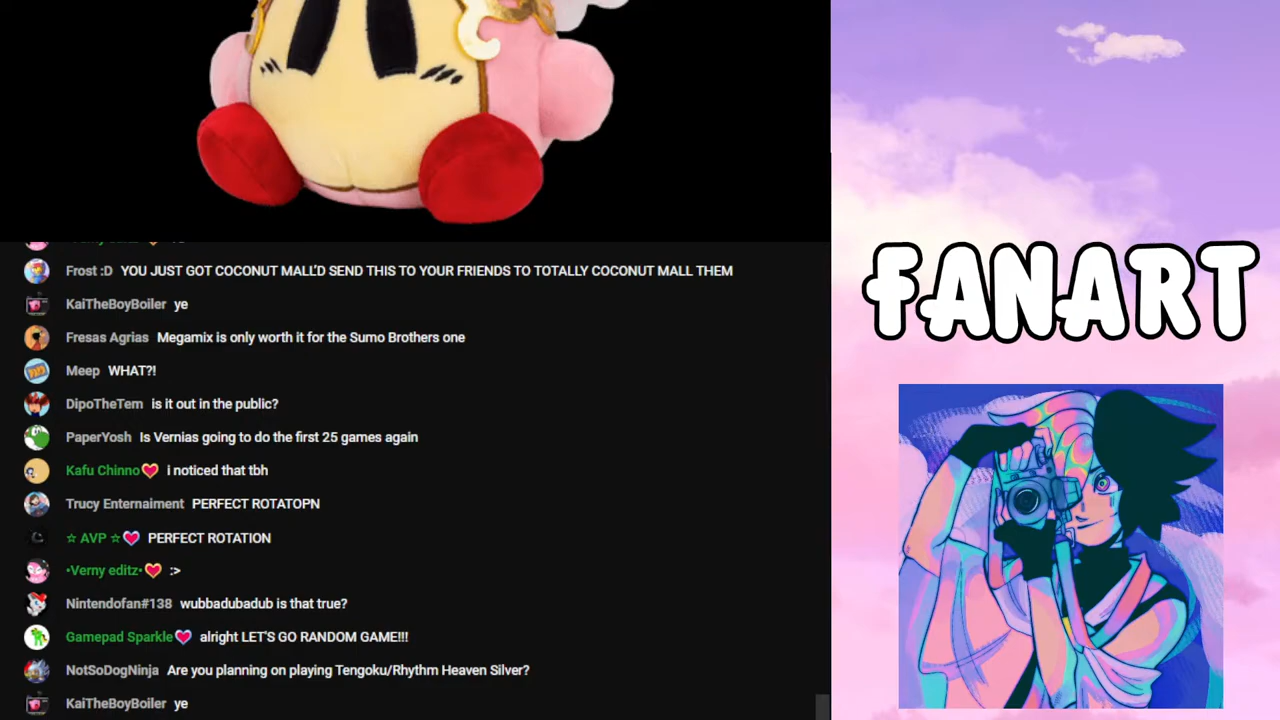 Frost :D YOU JUST GOT COCONUT MALL'D SEND THIS TO YOUR FRIENDS TO TOTALLY COCONUT MALL THEM
KaiTheBoyBoiler ye
Fresas Agrias Megamix is only worth it for the Sumo Brothers one
Meep WHAT?!
DipoTheTem is it out in the public?
PaperYosh Is Vernias going to do the first 25 games again
Kafu Chinno i noticed that tbh
Trucy Enternaiment PERFECT ROTATOPN
☆ AVP ☆ PERFECT ROTATION
•Verny editz• :>
Nintendofan#138 wubbadubadub is that true?
Gamepad Sparkle alright LET'S GO RANDOM GAME!!!
NotSoDogNinja Are you planning on playing Tengoku/Rhythm Heaven Silver?
KaiTheBoyBoiler ye
FANART